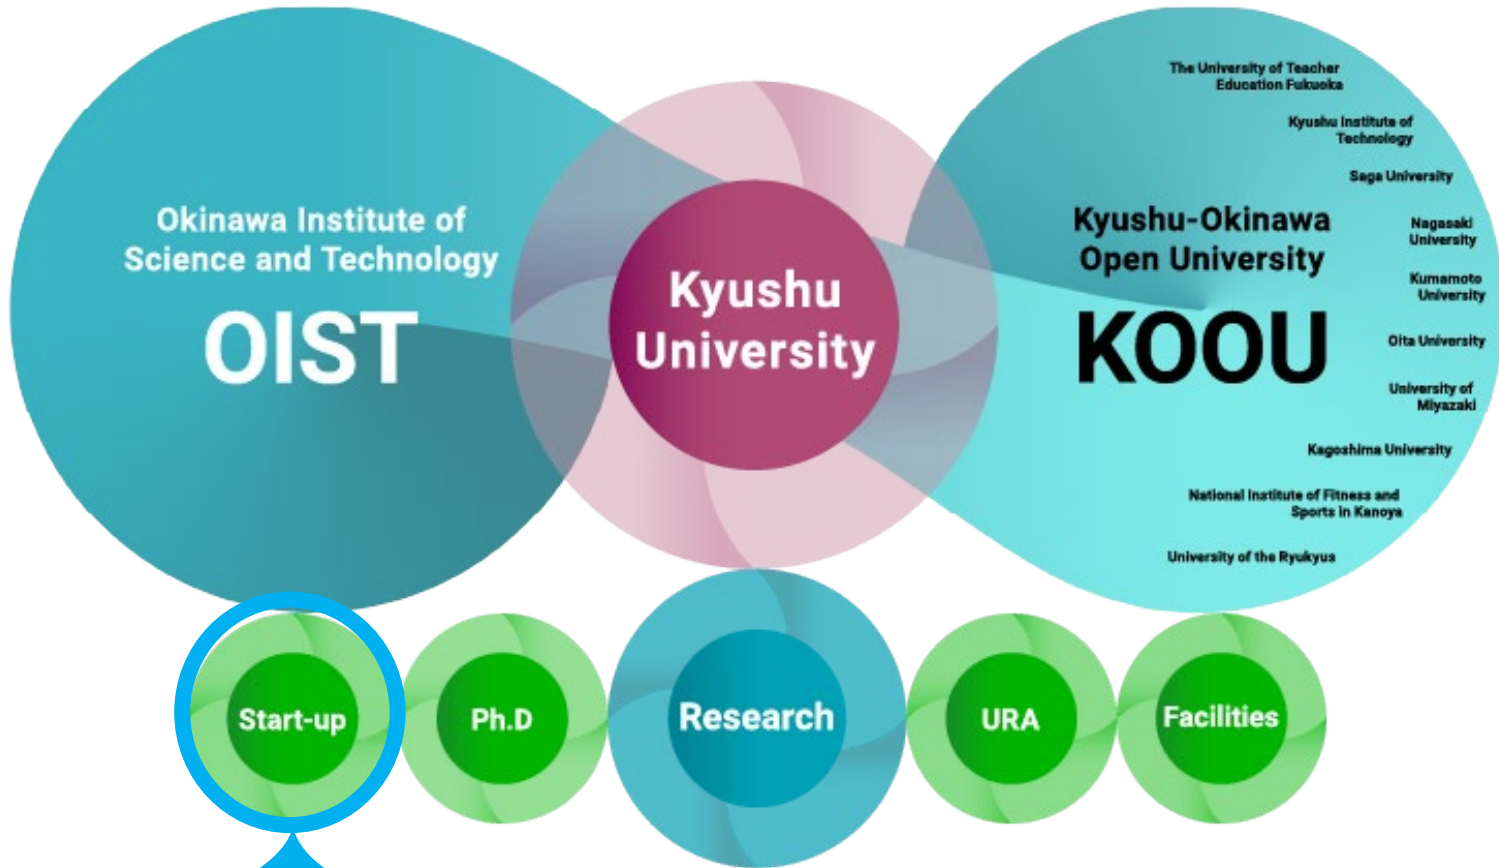 Okinawa Institute of
Science and Technology
OIST
Kyushu
University
Kyushu-Okinawa
Open University
KOOU
The University of Teacher
Education Fukuoka
Kyushu Institute of
Technology
Saga University
Nagasaki
University
Kumamoto
University
Oita University
University of
Miyazaki
Kagoshima University
National Institute of Fitness and
Sports in Kanoya
University of the Ryukyus
Start-up
Ph.D
Research
URA
Facilities